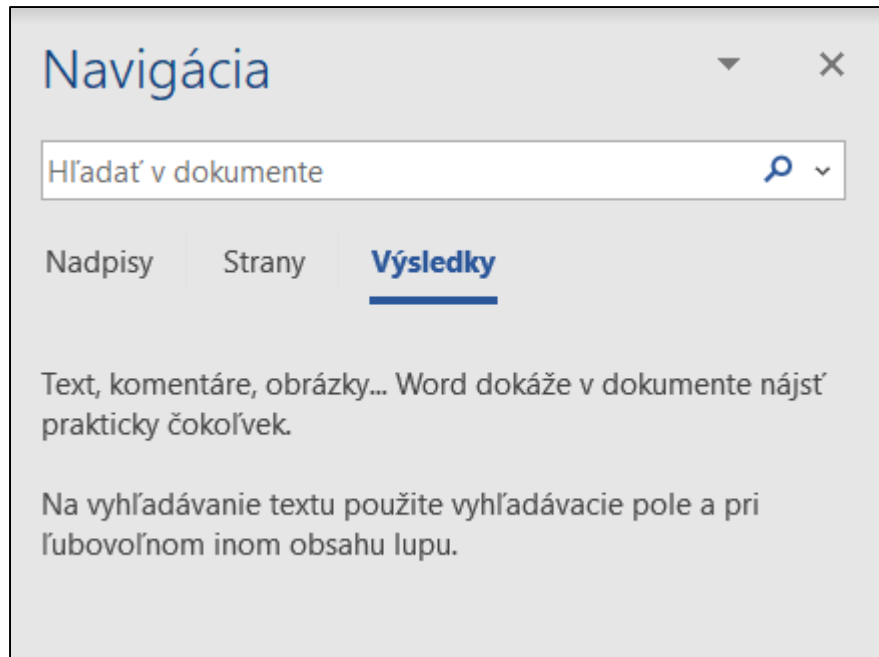 Navigácia
Hľadať v dokumente
Nadpisy Strany Výsledky
Text, komentáre, obrázky... Word dokáže v dokumente nájsť
prakticky čokoľvek.
Na vyhľadávanie textu použite vyhľadávacie pole a pri
ľubovoľnom inom obsahu lupu.